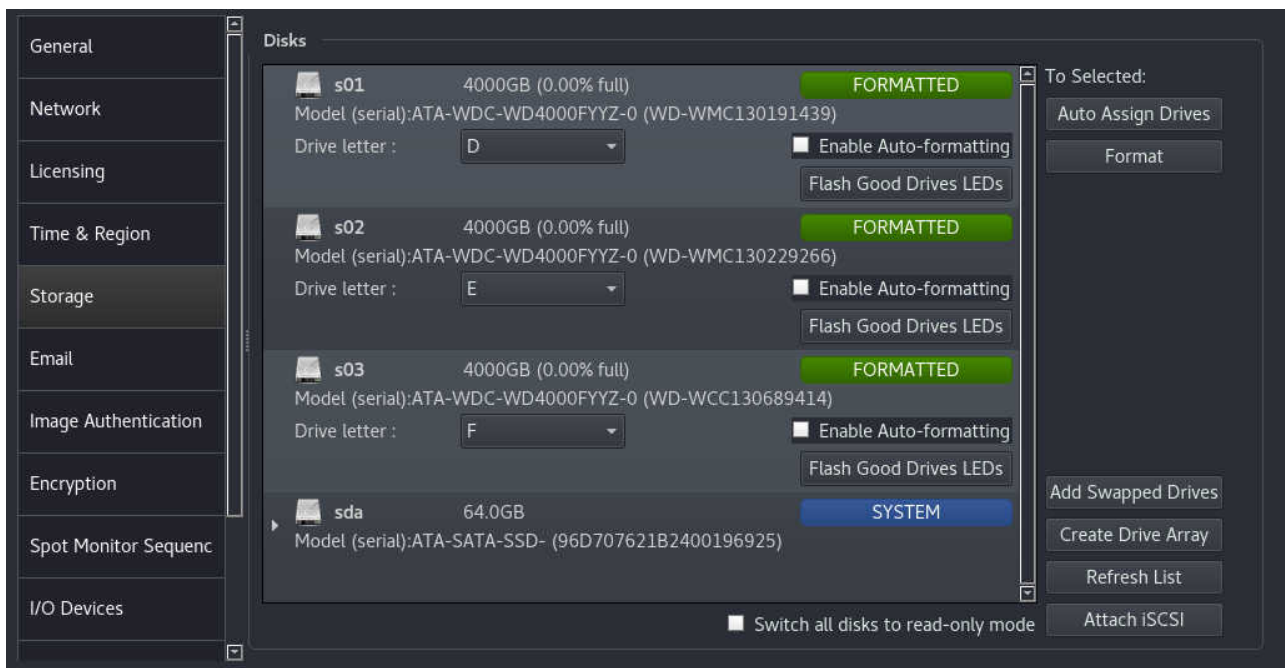 General
Network
Licensing
Time & Region
Storage
Email
Image Authentication
Encryption
Spot Monitor Sequenc
I/O Devices
Disks
s01 4000GB (0.00% full) FORMATTED
Model (serial):ATA-WDC-WD4000FYYZ-0 (WD-WMC130191439)
Drive letter : D Enable Auto-formatting
Flash Good Drives LEDs
s02 4000GB (0.00% full) FORMATTED
Model (serial):ATA-WDC-WD4000FYYZ-0 (WD-WMC130229266)
Drive letter : E Enable Auto-formatting
Flash Good Drives LEDs
s03 4000GB (0.00% full) FORMATTED
Model (serial):ATA-WDC-WD4000FYYZ-0 (WD-WCC130689414)
Drive letter : F Enable Auto-formatting
Flash Good Drives LEDs
sda 64.0GB SYSTEM
Model (serial):ATA-SATA-SSD- (96D707621B2400196925)
Switch all disks to read-only mode
To Selected:
Auto Assign Drives
Format
Add Swapped Drives
Create Drive Array
Refresh List
Attach iSCSI